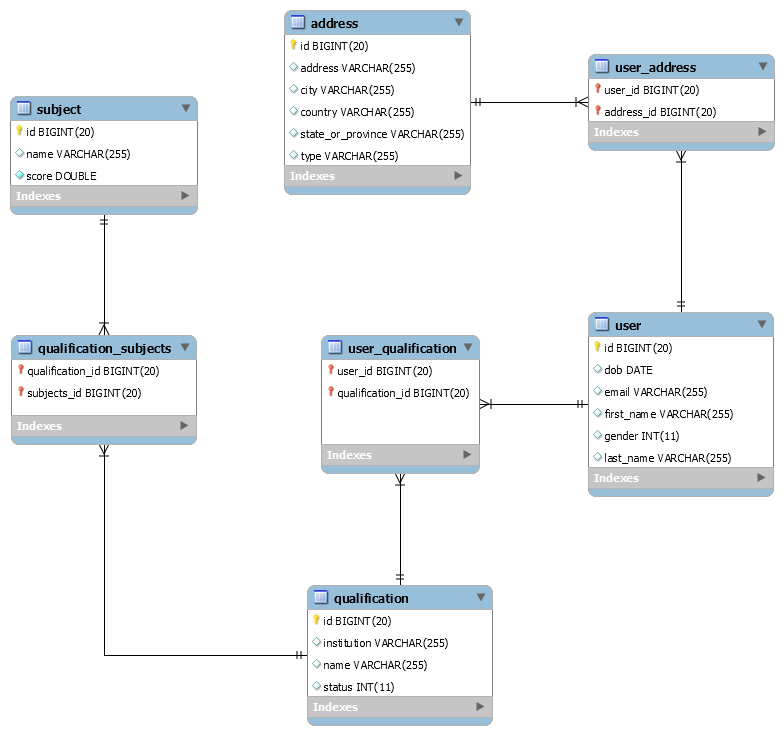 address
id BIGINT(20)
address VARCHAR(255)
city VARCHAR(255)
country VARCHAR(255)
state_or_province VARCHAR(255)
type VARCHAR(255)
Indexes
user_address
user_id BIGINT(20)
address_id BIGINT(20)
Indexes
subject
id BIGINT(20)
name VARCHAR(255)
score DOUBLE
Indexes
qualification_subjects
qualification_id BIGINT(20)
subjects_id BIGINT(20)
Indexes
user_qualification
user_id BIGINT(20)
qualification_id BIGINT(20)
Indexes
user
id BIGINT(20)
dob DATE
email VARCHAR(255)
first_name VARCHAR(255)
gender INT(11)
last_name VARCHAR(255)
Indexes
qualification
id BIGINT(20)
institution VARCHAR(255)
name VARCHAR(255)
status INT(11)
Indexes